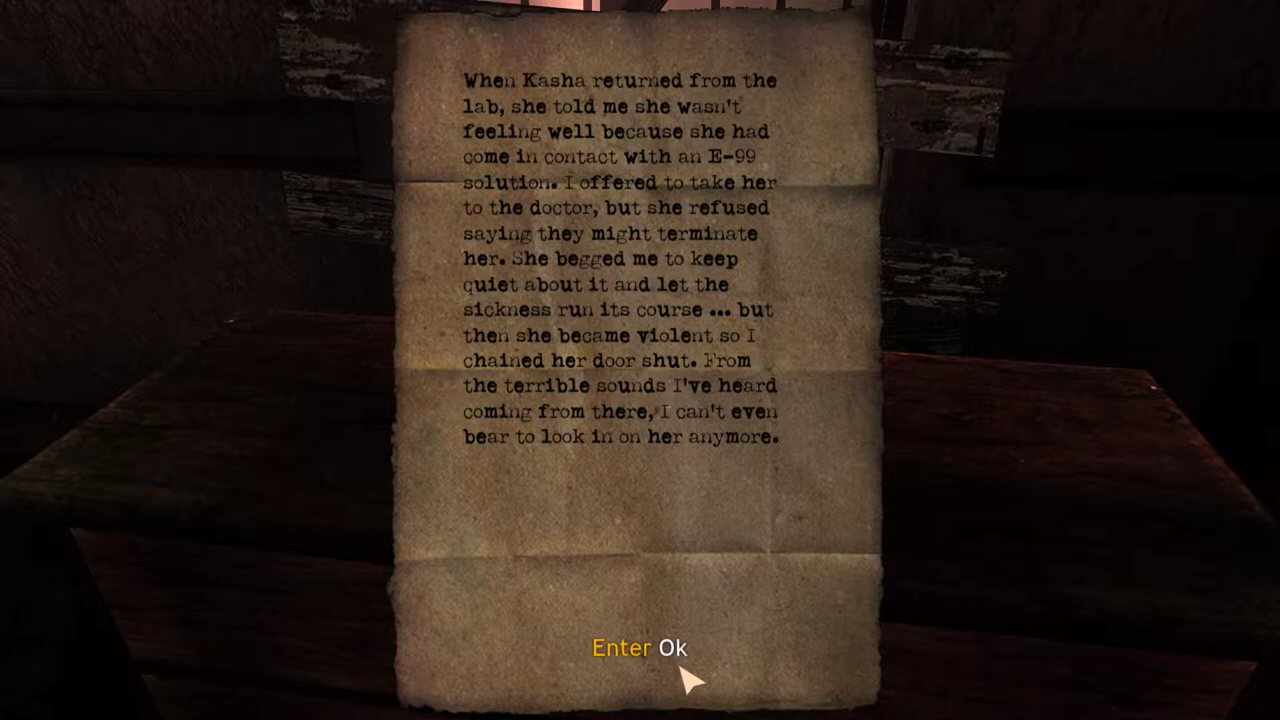 When Kasha returned from the
lab, she told me she wasn't
feeling well because she had
come in contact with an E-99
solution. I offered to take her
to the doctor, but she refused
saying they might terminate
her. She begged me to keep
quiet about it and let the
sickness run its course ... but
then she became violent so I
chained her door shut. From
the terrible sounds I've heard
coming from there, I can't even
bear to look in on her anymore.
Enter Ok